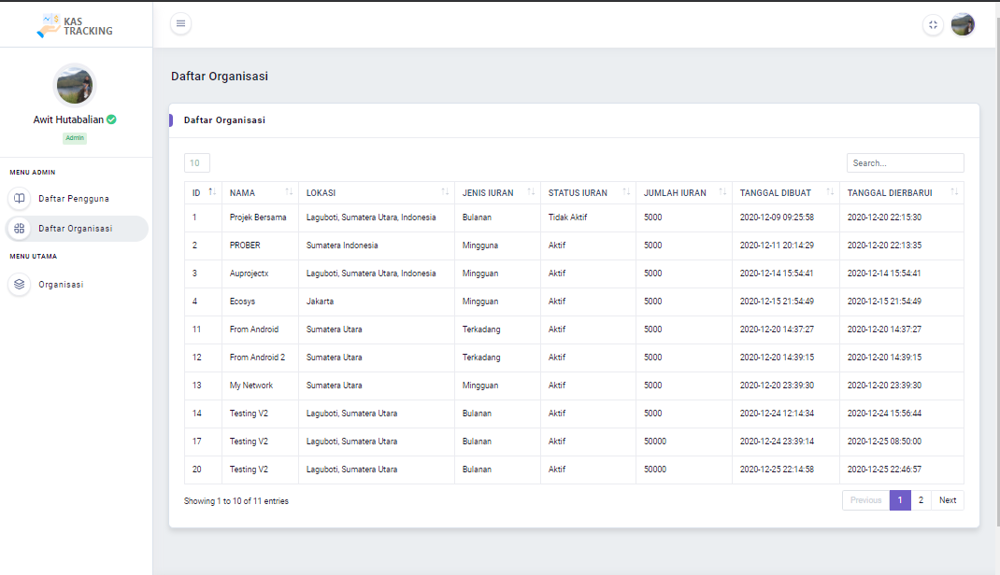 KAS
TRACKING
Awit Hutabalian
Admin
MENU ADMIN
Daftar Pengguna
Daftar Organisasi
MENU UTAMA
Organisasi
Daftar Organisasi
Daftar Organisasi
10
Search...
ID NAMA LOKASI JENIS IURAN STATUS IURAN JUMLAH IURAN TANGGAL DIBUAT TANGGAL DIERBARUI
1 Projek Bersama Laguboti, Sumatera Utara, Indonesia Bulanan Tidak Aktif 5000 2020-12-09 09:25:58 2020-12-20 22:15:30
2 PROBER Sumatera Indonesia Mingguna Aktif 5000 2020-12-11 20:14:29 2020-12-20 22:13:35
3 Auprojectx Laguboti, Sumatera Utara, Indonesia Mingguan Aktif 5000 2020-12-14 15:54:41 2020-12-14 15:54:41
4 Ecosys Jakarta Mingguan Aktif 5000 2020-12-15 21:54:49 2020-12-15 21:54:49
11 From Android Sumatera Utara Terkadang Aktif 5000 2020-12-20 14:37:27 2020-12-20 14:37:27
12 From Android 2 Sumatera Utara Terkadang Aktif 5000 2020-12-20 14:39:15 2020-12-20 14:39:15
13 My Network Sumatera Utara Mingguan Aktif 5000 2020-12-20 23:39:30 2020-12-20 23:39:30
14 Testing V2 Laguboti, Sumatera Utara Bulanan Aktif 5000 2020-12-24 12:14:34 2020-12-24 15:56:44
17 Testing V2 Laguboti, Sumatera Utara Bulanan Aktif 50000 2020-12-24 23:39:14 2020-12-25 08:50:00
20 Testing V2 Laguboti, Sumatera Utara Bulanan Aktif 50000 2020-12-25 22:14:58 2020-12-25 22:46:57
Showing 1 to 10 of 11 entries
Previous 1 2 Next